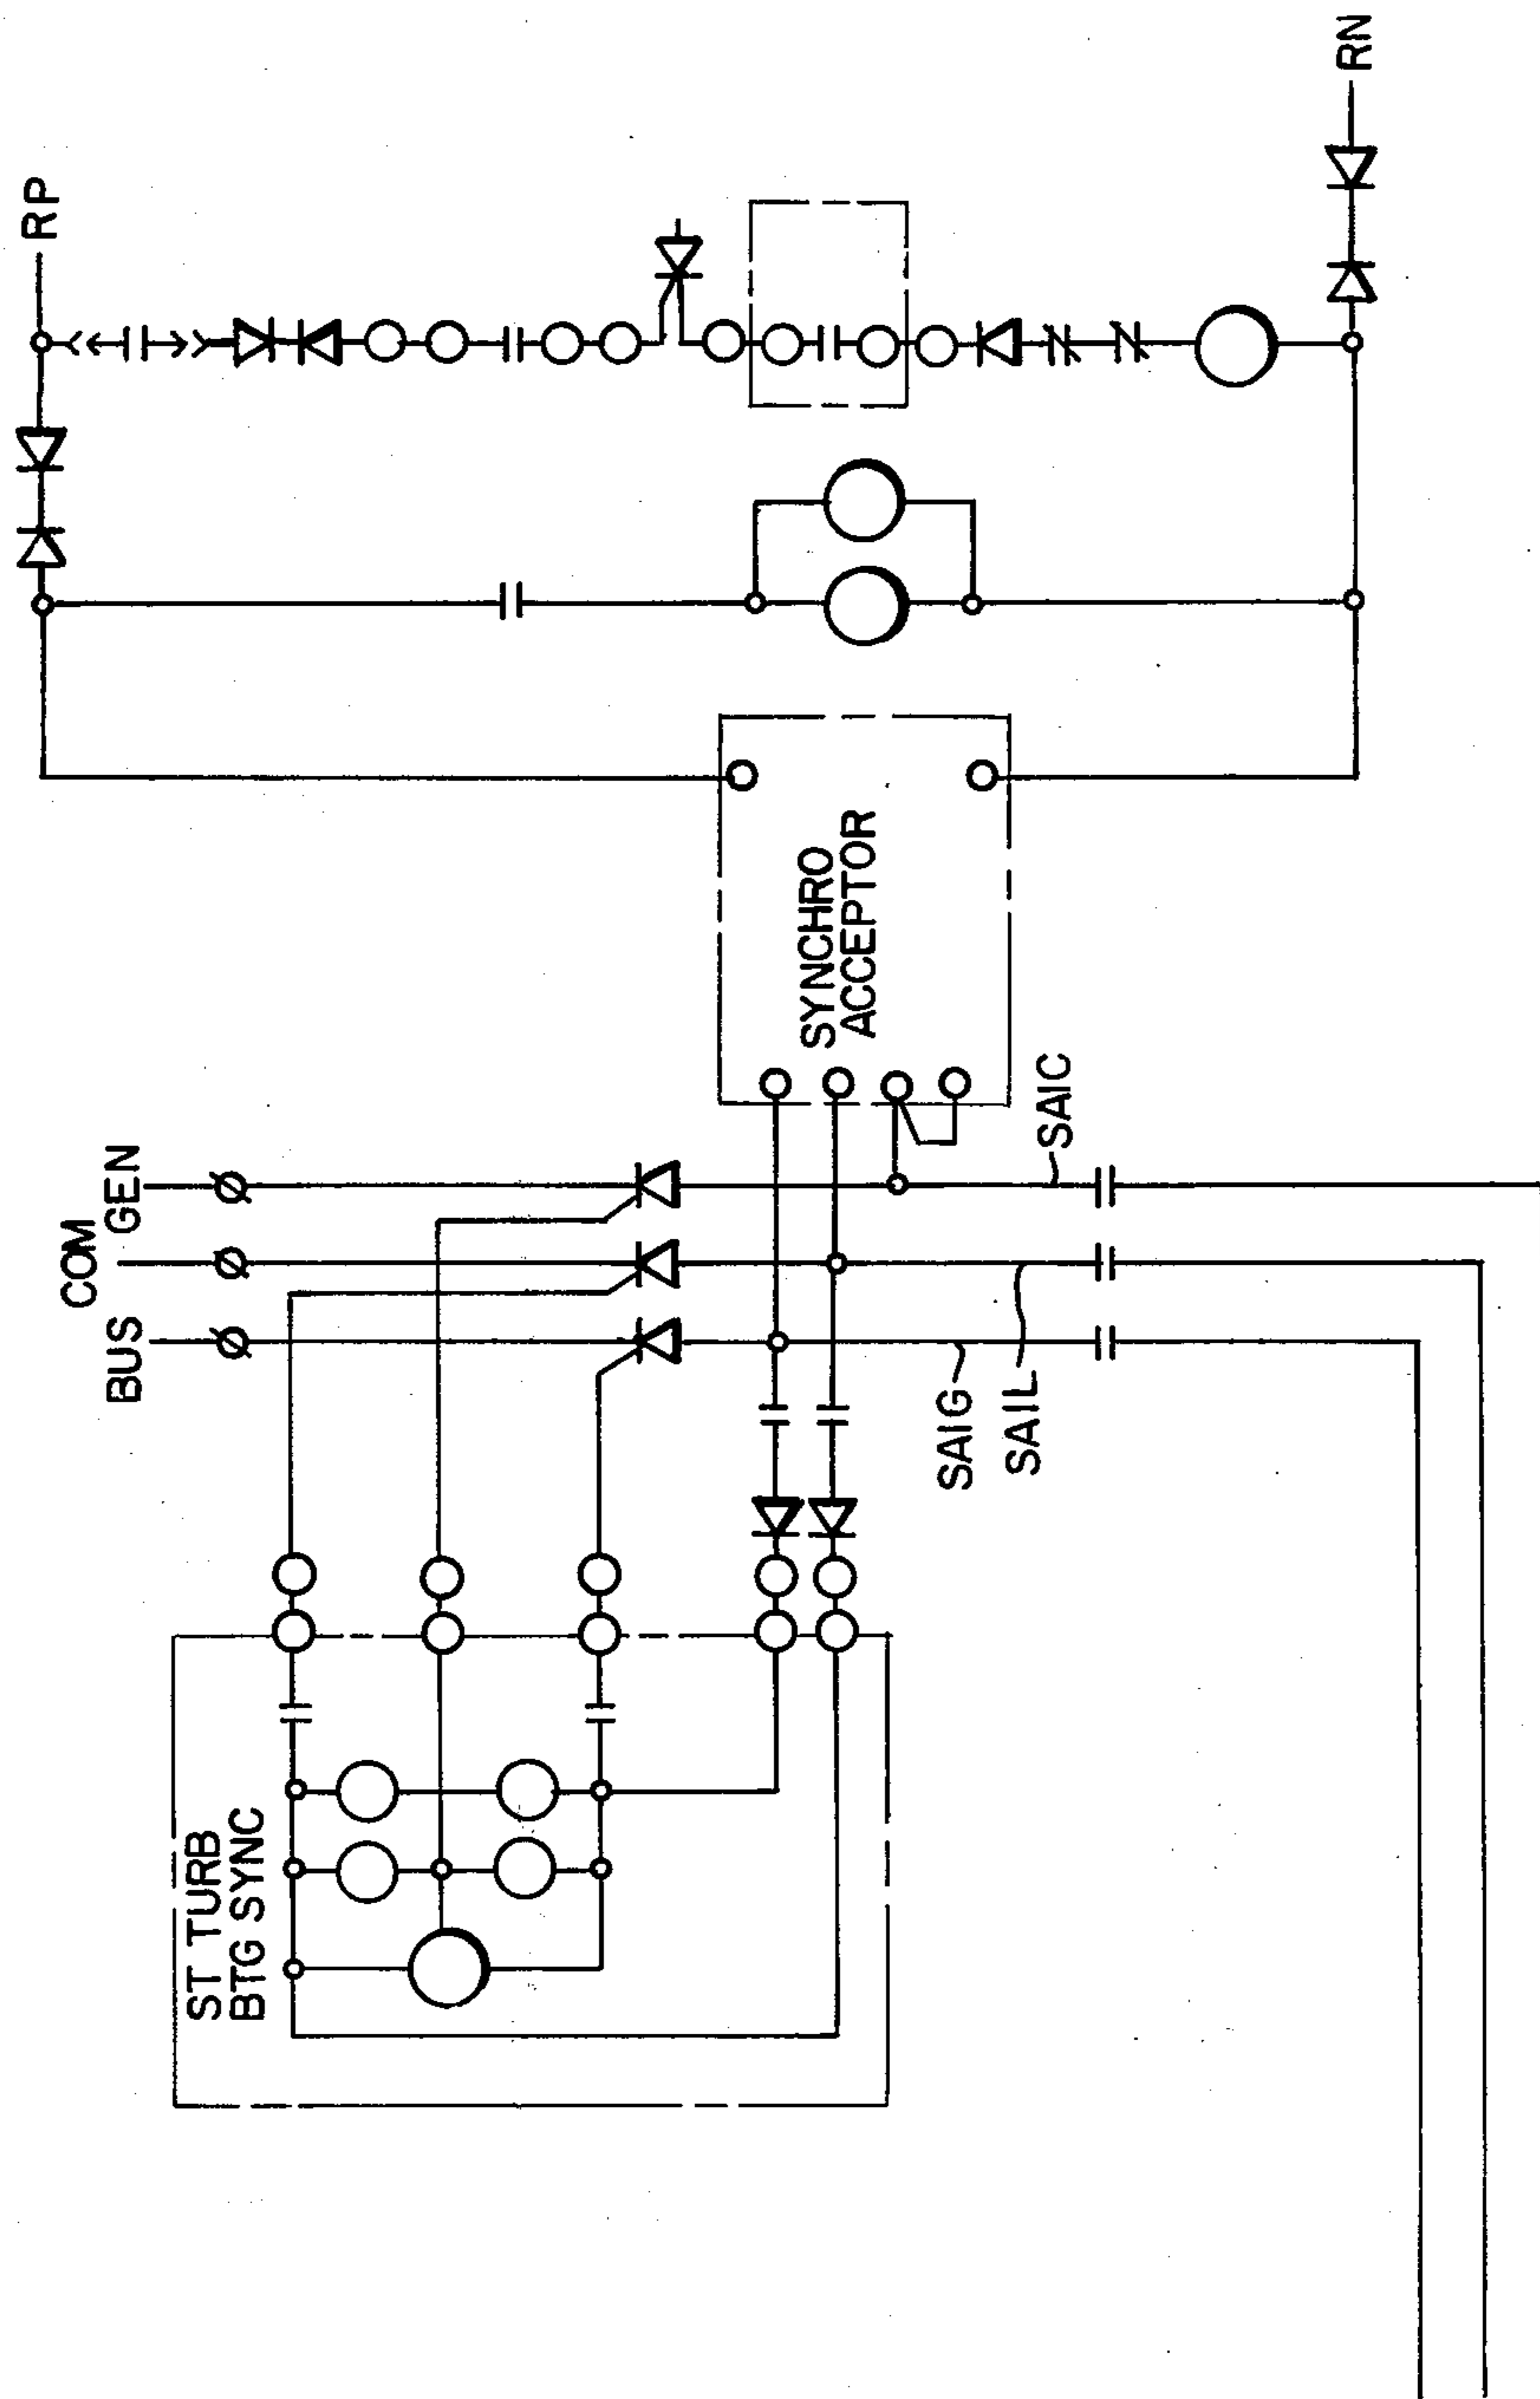 RP
RN
SYNCHRO
ACCEPTOR
GEN
COM
BUS
SAIC
SAIG
SAIL
ST TURB
BTG SYNC